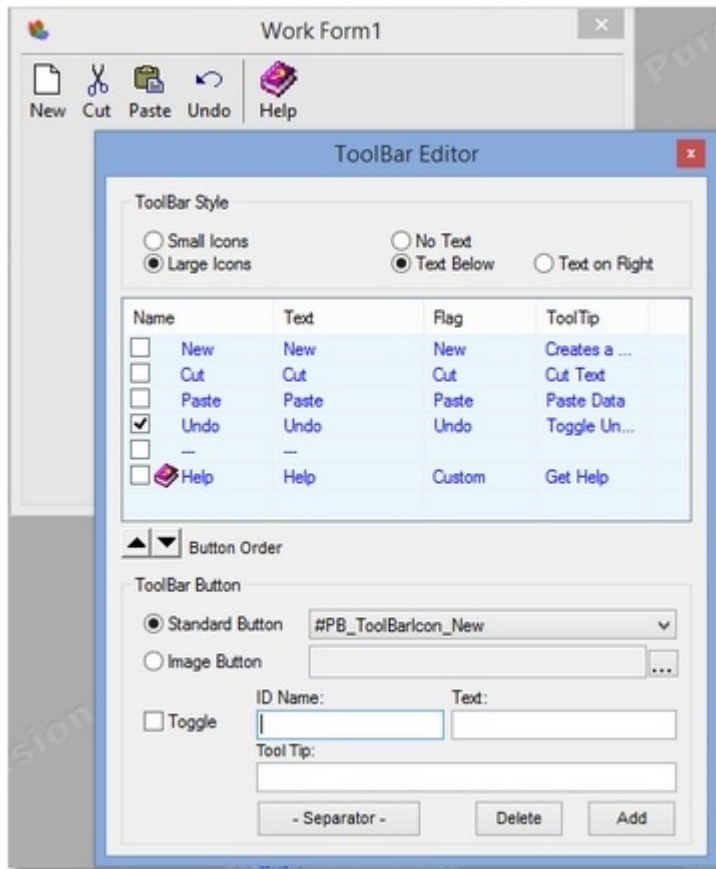 Work Form1
New Cut Paste Undo Help
ToolBar Editor
ToolBar Style
Small Icons No Text
Large Icons Text Below Text on Right
Name Text Flag ToolTip
New New New Creates a ...
Cut Cut Cut Cut Text
Paste Paste Paste Paste Data
Undo Undo Undo Toggle Un...
--- ---
Help Help Custom Get Help
Button Order
ToolBar Button
Standard Button #PB_ToolBarIcon_New
Image Button ...
ID Name: Text:
Toggle
Tool Tip:
- Separator - Delete Add